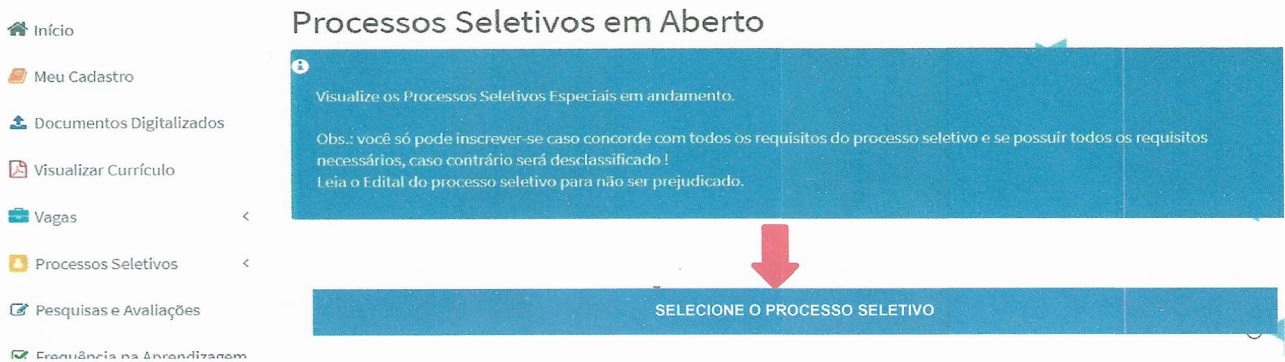 Início
Meu Cadastro
Documentos Digitalizados
Visualizar Currículo
Vagas
Processos Seletivos
Pesquisas e Avaliações
Frequência na Aprendizagem
Processos Seletivos em Aberto
Visualize os Processos Seletivos Especiais em andamento.
Obs.: você só pode inscrever-se caso concorde com todos os requisitos do processo seletivo e se possuir todos os requisitos
necessários, caso contrário será desclassificado !
Leia o Edital do processo seletivo para não ser prejudicado.
SELECIONE O PROCESSO SELETIVO